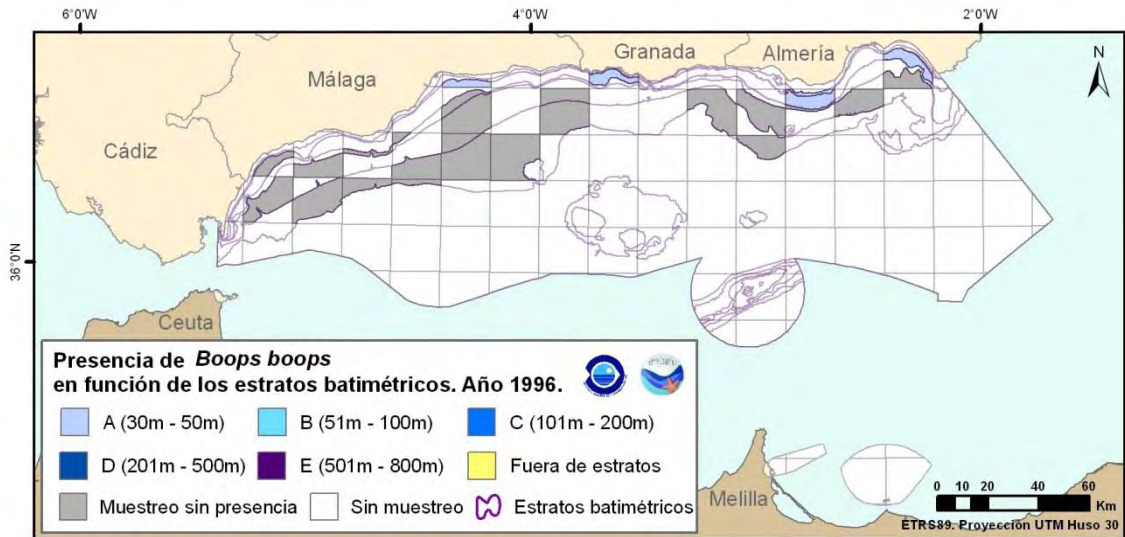 6°0'W 4°0'W 2°0'W
Granada Almería
N
Málaga
Cádiz
36°0'N
Ceuta
Presencia de Boops boops
en función de los estratos batimétricos. Año 1996.
A (30m - 50m) B (51m - 100m) C (101m - 200m)
D (201m - 500m) E (501m - 800m) Fuera de estratos
Muestreo sin presencia Sin muestreo Estratos batimétricos
Melilla
0 10 20 40 60
Km
ETRS89. Proyección UTM Huso 30